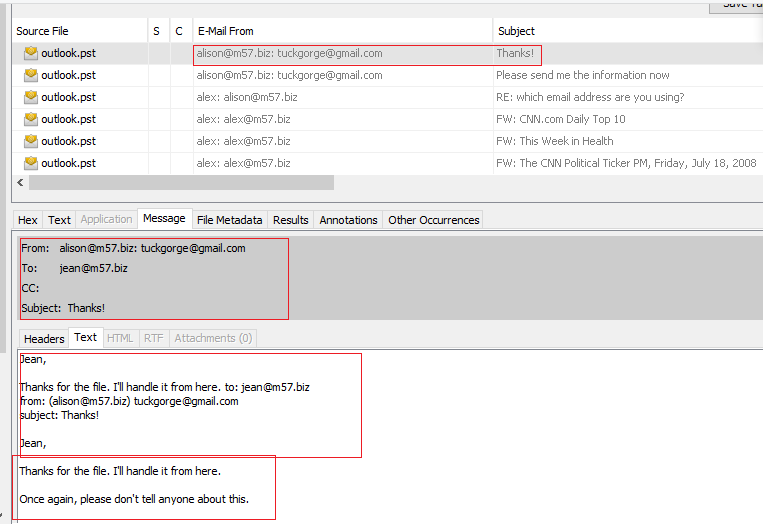 Save Ta
Source File S C E-Mail From Subject
outlook.pst alison@m57.biz: tuckgorge@gmail.com Thanks!
outlook.pst alison@m57.biz: tuckgorge@gmail.com Please send me the information now
outlook.pst alex: alison@m57.biz RE: which email address are you using?
outlook.pst alex: alex@m57.biz FW: CNN.com Daily Top 10
outlook.pst alex: alex@m57.biz FW: This Week in Health
outlook.pst alex: alex@m57.biz FW: The CNN Political Ticker PM, Friday, July 18, 2008
Hex Text Application Message File Metadata Results Annotations Other Occurrences
From: alison@m57.biz: tuckgorge@gmail.com
To: jean@m57.biz
CC:
Subject: Thanks!
Headers Text HTML RTF Attachments (0)
Jean,
Thanks for the file. I'll handle it from here. to: jean@m57.biz
from: (alison@m57.biz) tuckgorge@gmail.com
subject: Thanks!
Jean,
Thanks for the file. I'll handle it from here.
Once again, please don't tell anyone about this.